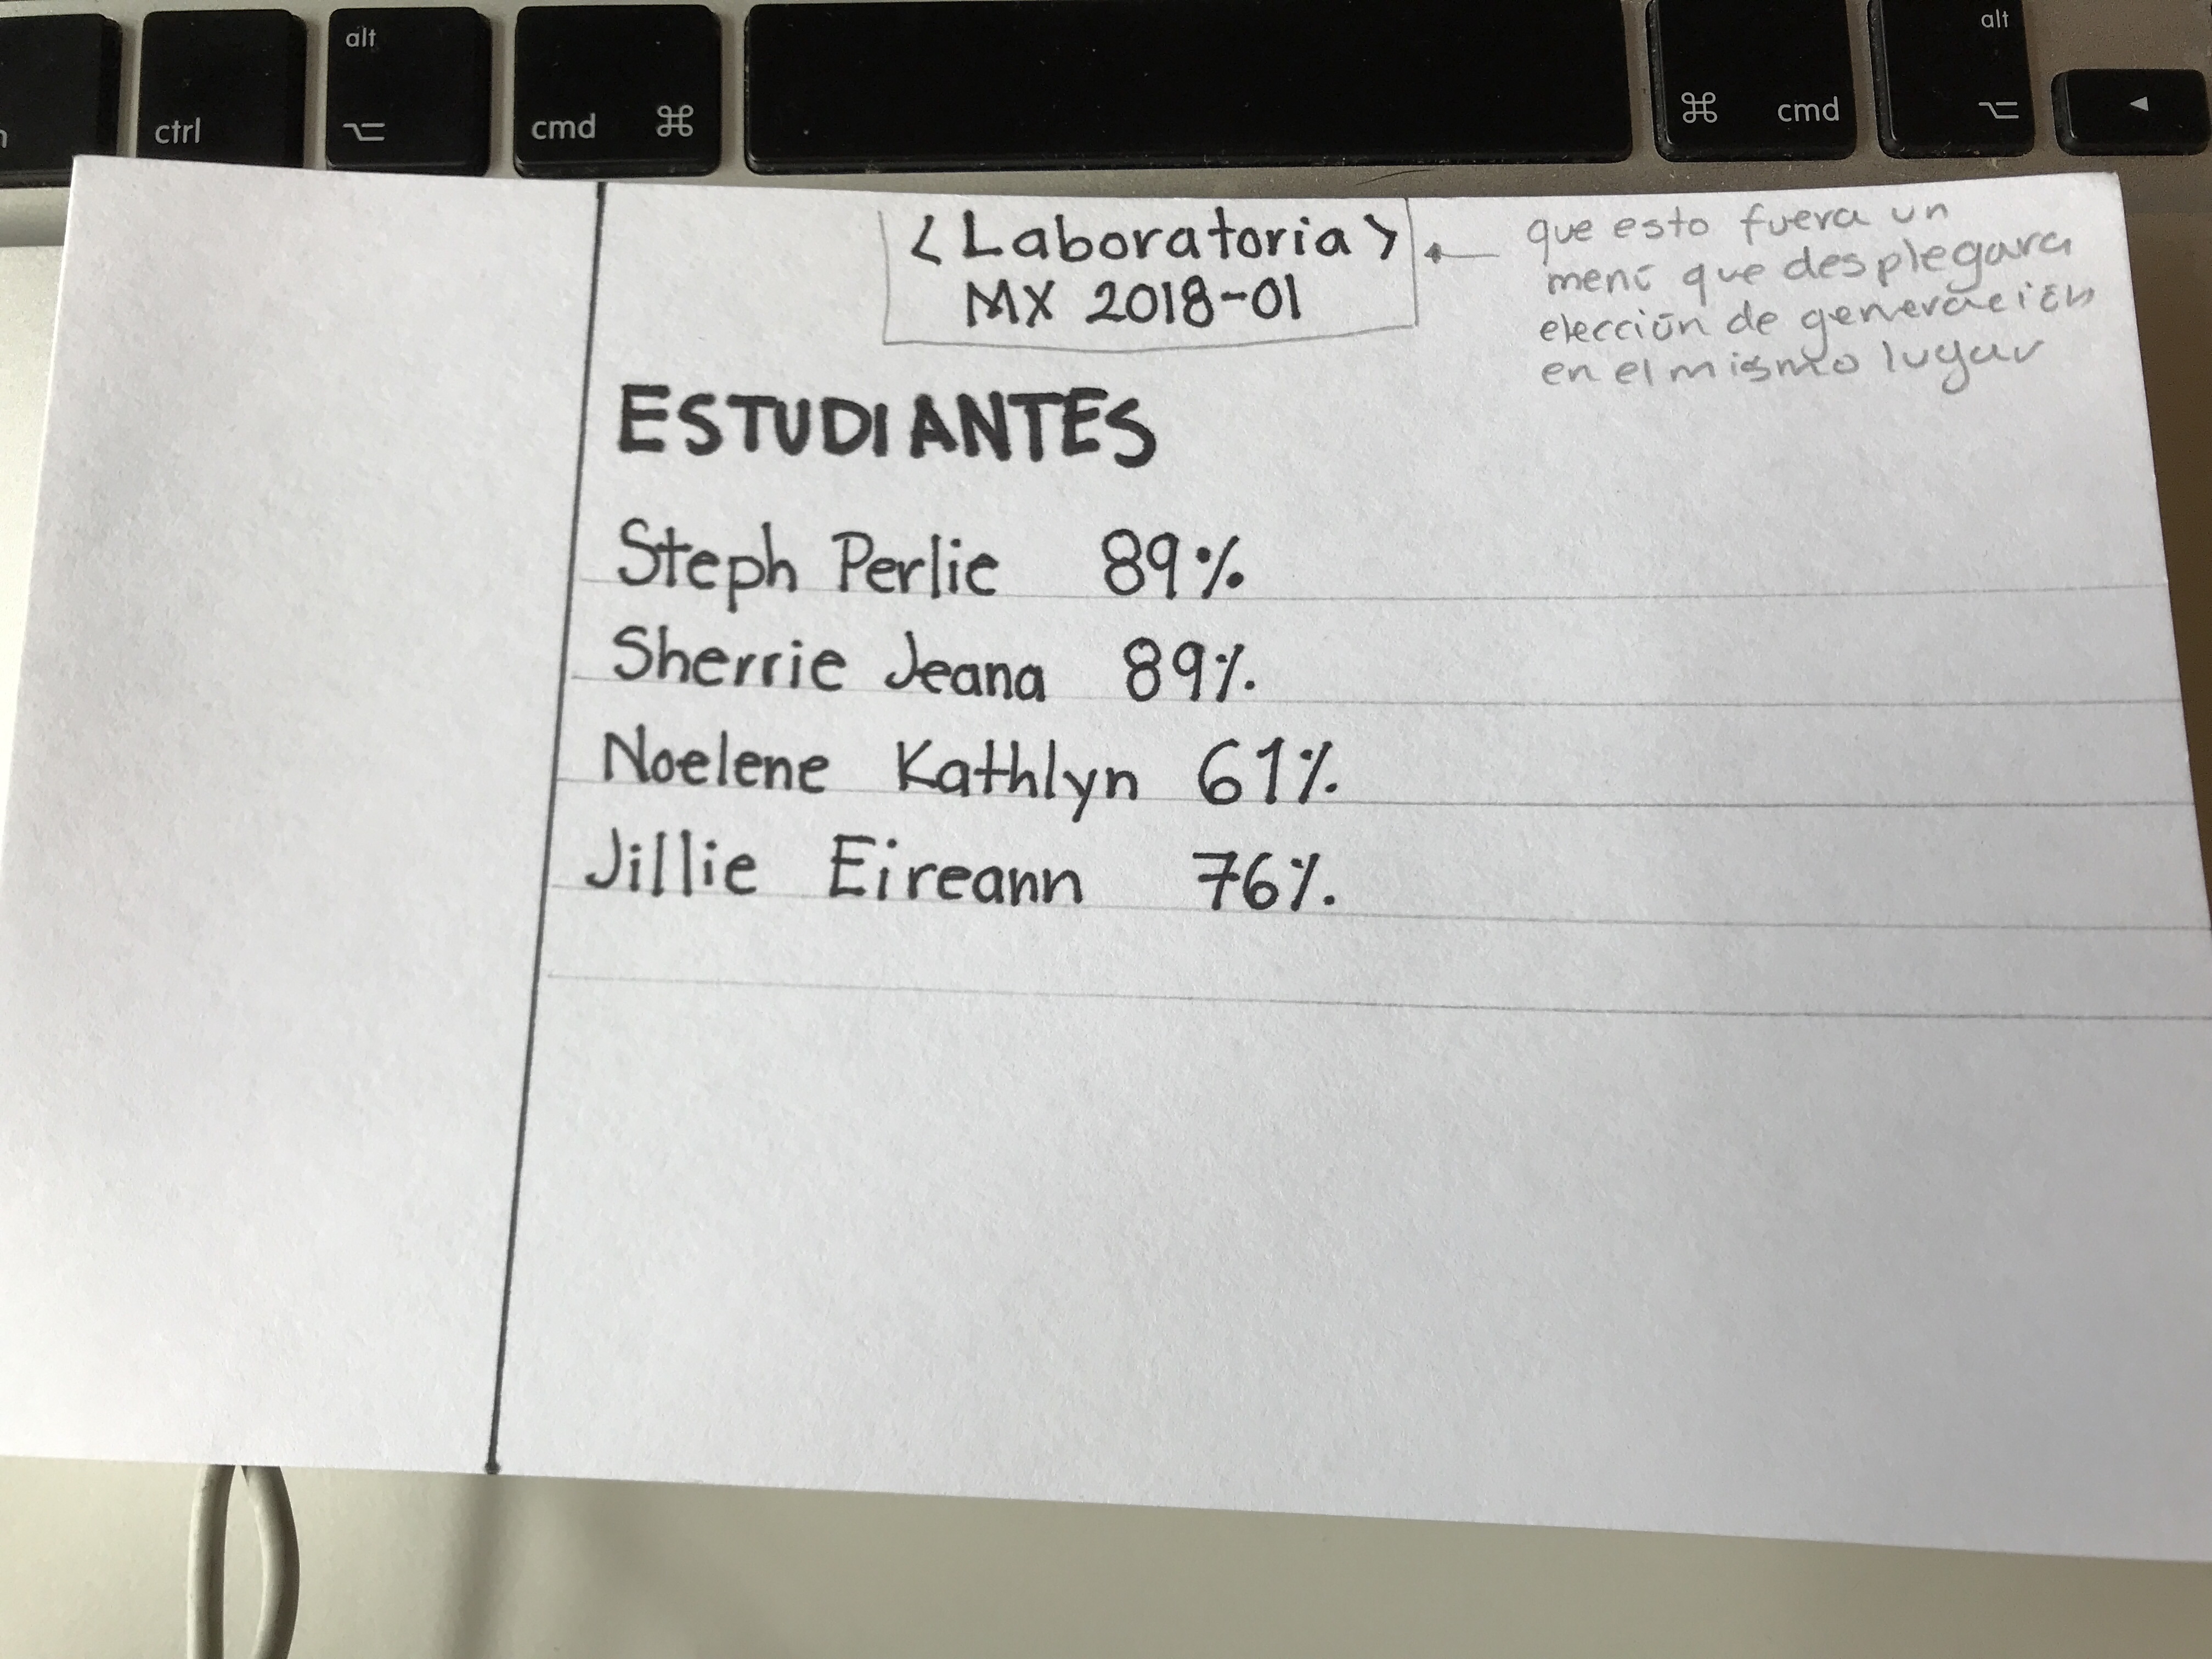 alt
ctrl
cmd ⌘
⌘ cmd
alt
<Laboratoria>
MX 2018-01
que esto fuera un
menú que desplegara
elección de generación
en el mismo lugar
ESTUDIANTES
Steph Perlie 89%
Sherrie Jeana 89%
Noelene Kathlyn 61%
Jillie Eireann 76%